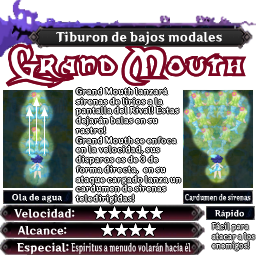 Tiburon de bajos modales
Grand Mouth
Grand Mouth lanzará
sirenas de lirios a la
pantalla del Rival! Estas
dejarán balas en su
rastro!
Grand Mouth se enfoca
en la velocidad, sus
disparos es de 3 de
forma directa, en su
ataque cargado lanza un
cardumen de sirenas
teledirigidas!
Ola de agua
Cardumen de sirenas
Velocidad: ★★★★★
Alcance: ★★★★
Especial: Espiritus a menudo volarán hacia él
Rápido
Fácil para
atacar a los
enemigos!